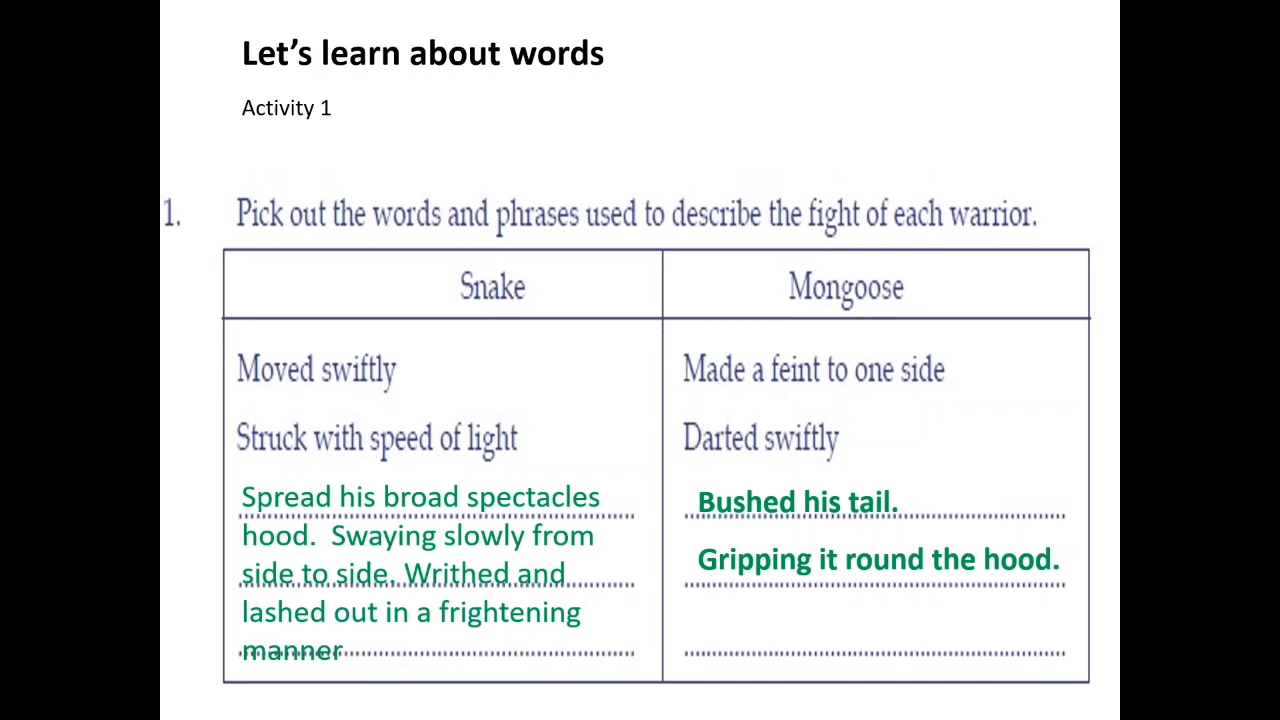 Let's learn about words
Activity 1
1. Pick out the words and phrases used to describe the fight of each warrior.
Snake Mongoose
Moved swiftly Made a feint to one side
Struck with speed of light Darted swiftly
Spread his broad spectacles Bushed his tail.
hood.  Swaying slowly from
side to side. Writhed and Gripping it round the hood.
lashed out in a frightening
manner